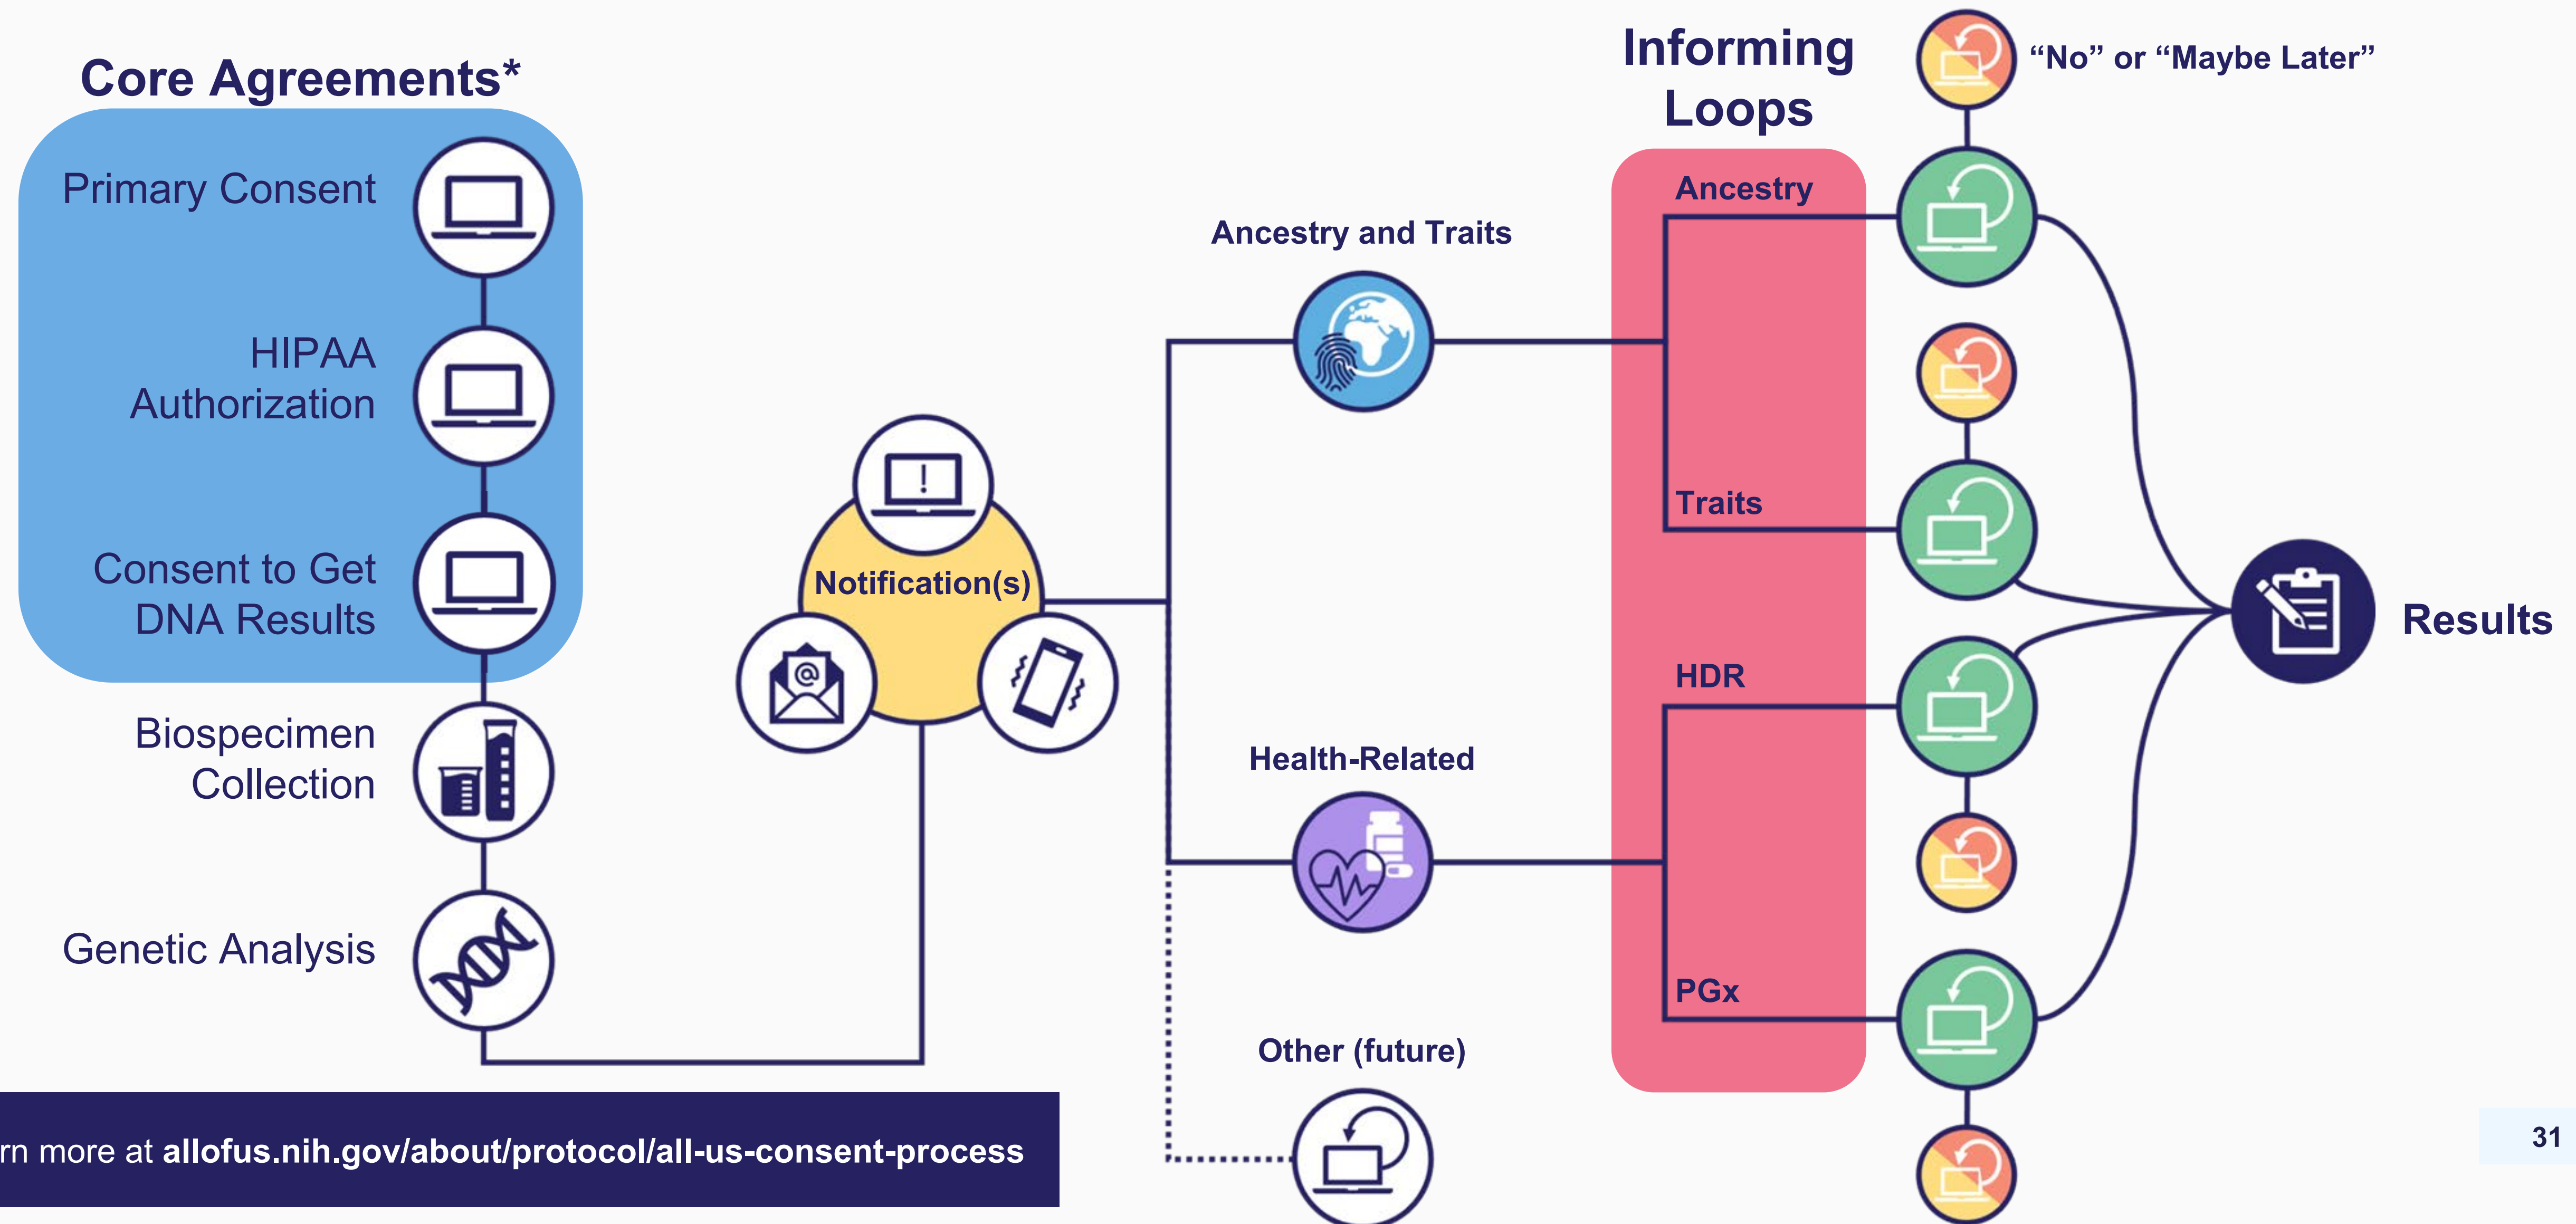 Core Agreements*
Primary Consent
HIPAA
Authorization
Consent to Get
DNA Results
Biospecimen
Collection
Genetic Analysis
!
Notification(s)
@
Ancestry and Traits
Health-Related
Other (future)
Informing
Loops
Ancestry
Traits
HDR
PGx
“No” or “Maybe Later”
Results
rn more at allofus.nih.gov/about/protocol/all-us-consent-process
31